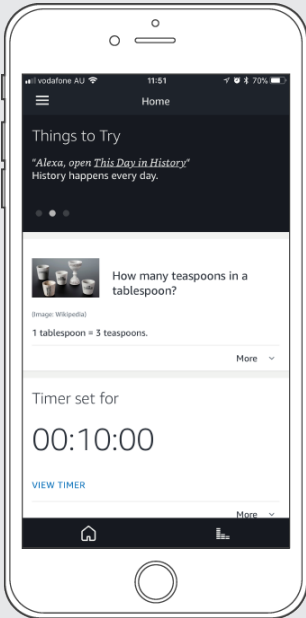 vodafone AU 11:51 70%
Home
Things to Try
"Alexa, open This Day in History"
History happens every day.
How many teaspoons in a
tablespoon?
(Image: Wikipedia)
1 tablespoon = 3 teaspoons.
More
Timer set for
00:10:00
VIEW TIMER
More